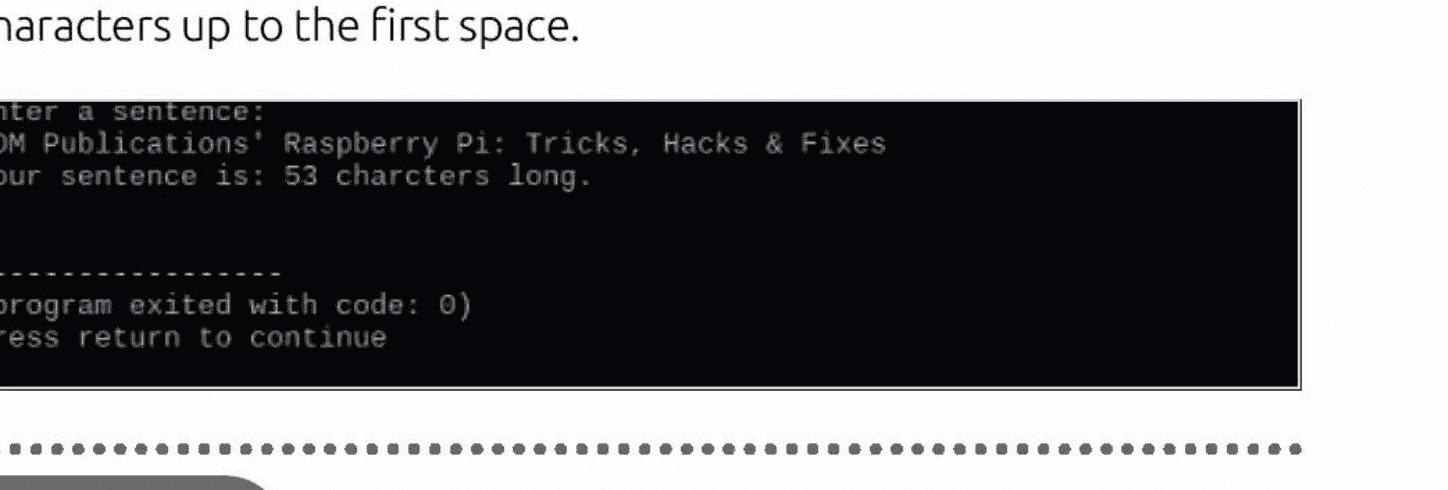 haracters up to the first space.
nter a sentence:
DM Publications' Raspberry Pi: Tricks, Hacks & Fixes
our sentence is: 53 charcters long.
-----------------
program exited with code: 0)
ress return to continue